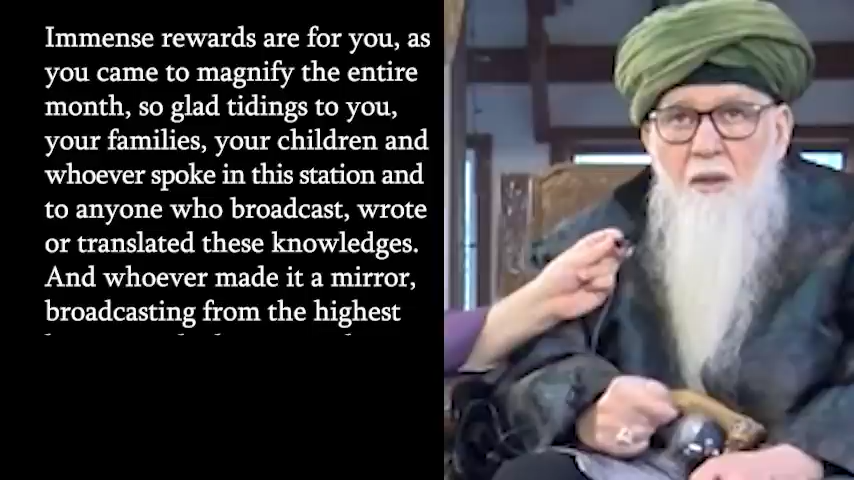 Immense rewards are for you, as
you came to magnify the entire
month, so glad tidings to you,
your families, your children and
whoever spoke in this station and
to anyone who broadcast, wrote
or translated these knowledges.
And whoever made it a mirror,
broadcasting from the highest